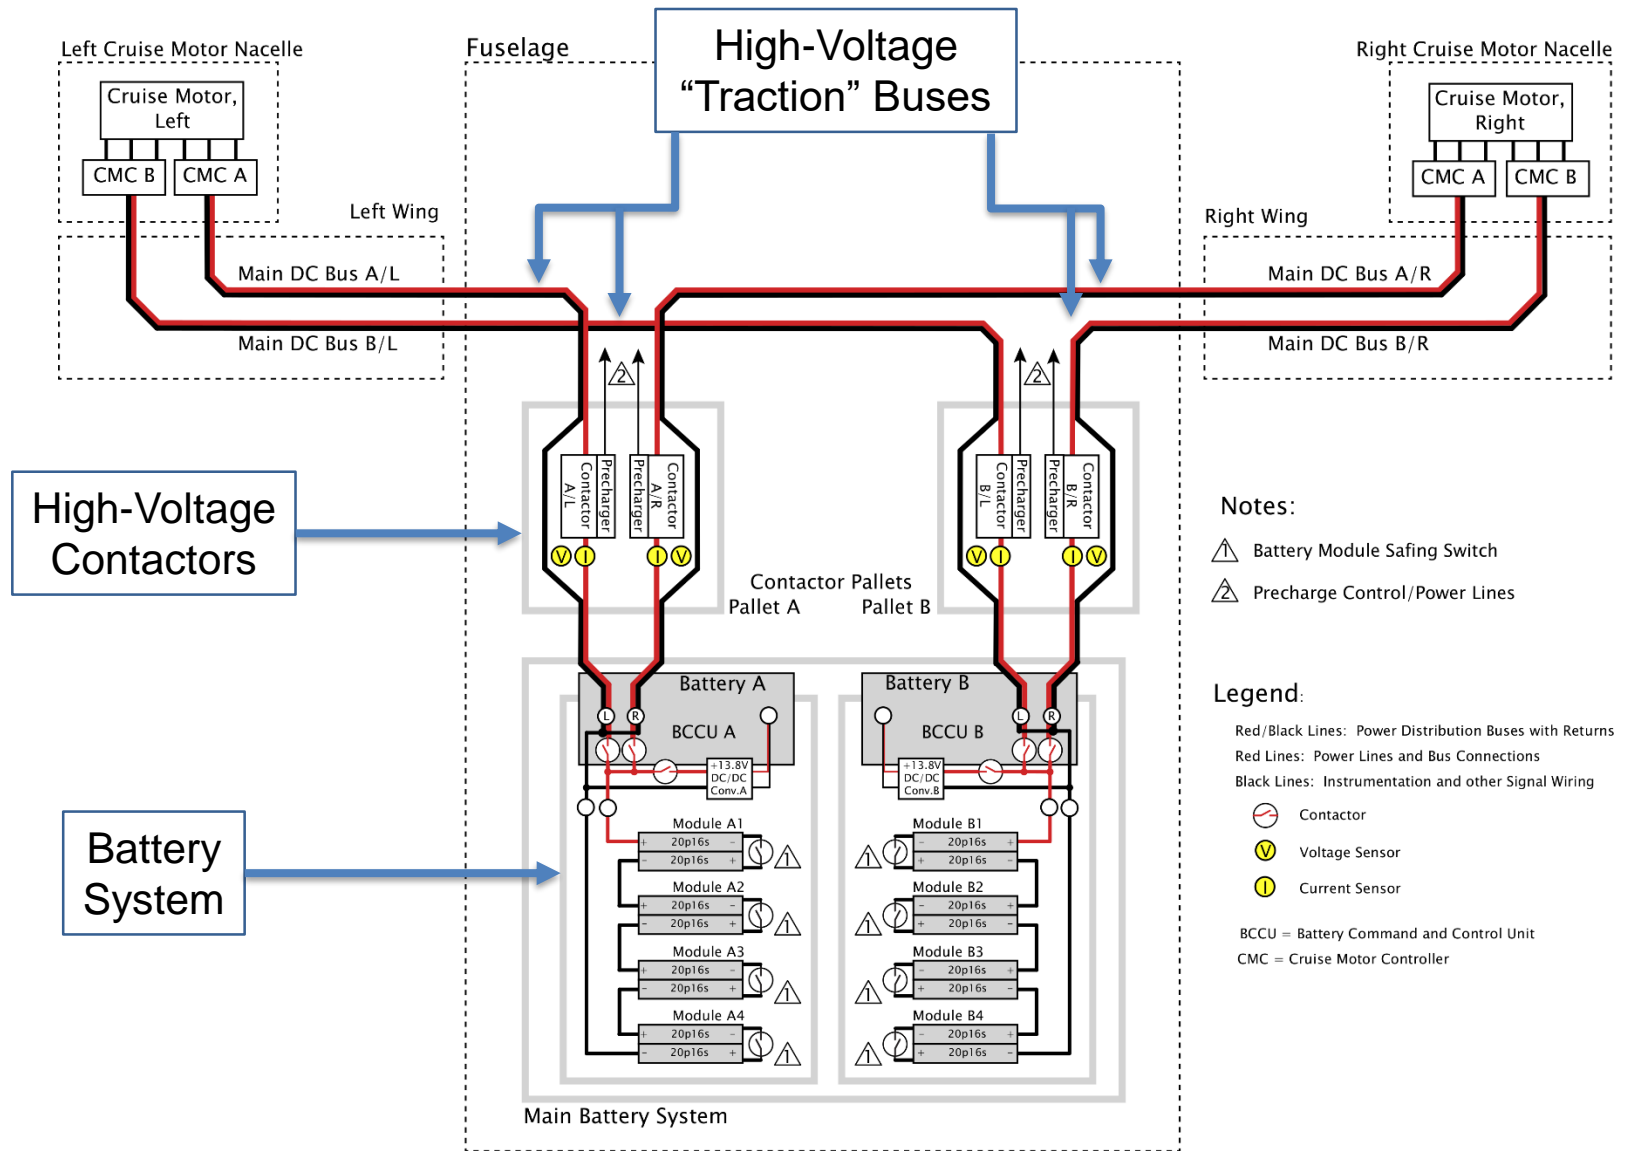 High-Voltage
“Traction” Buses
Left Cruise Motor Nacelle
Fuselage
Right Cruise Motor Nacelle
Cruise Motor,
Left
CMC B
CMC A
Cruise Motor,
Right
CMC A
CMC B
Left Wing
Right Wing
Main DC Bus A/L
Main DC Bus A/R
Main DC Bus B/L
Main DC Bus B/R
2
2
High-Voltage
Contactors
Contactor
A/L
Precharger
Precharger
Contactor
A/R
Contactor
B/L
Precharger
Precharger
Contactor
B/R
V
I
I
V
V
I
I
V
Contactor Pallets
Pallet A
Pallet B
Notes:
1 Battery Module Safing Switch
2 Precharge Control/Power Lines
Legend:
Red/Black Lines: Power Distribution Buses with Returns
Red Lines: Power Lines and Bus Connections
Black Lines: Instrumentation and other Signal Wiring
Contactor
V Voltage Sensor
I Current Sensor
BCCU = Battery Command and Control Unit
CMC = Cruise Motor Controller
Battery
System
Battery A
L
R
BCCU A
+13.8V
DC/DC
Conv.A
Module A1
+ 20p16s -
- 20p16s +
1
Module A2
+ 20p16s -
- 20p16s +
1
Module A3
+ 20p16s -
- 20p16s +
1
Module A4
+ 20p16s -
- 20p16s +
1
Battery B
L
R
BCCU B
+13.8V
DC/DC
Conv.B
Module B1
- 20p16s +
+ 20p16s -
1
Module B2
- 20p16s +
+ 20p16s -
1
Module B3
- 20p16s +
+ 20p16s -
1
Module B4
- 20p16s +
+ 20p16s -
1
Main Battery System